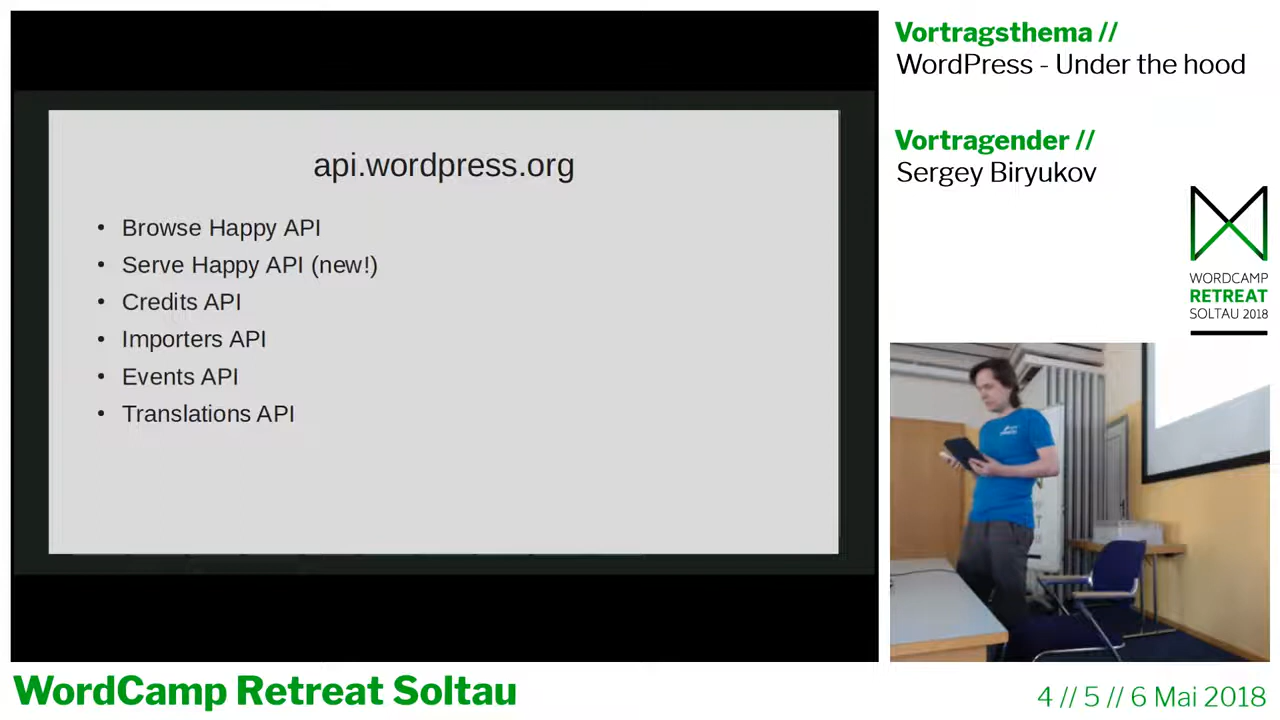 api.wordpress.org
• Browse Happy API
• Serve Happy API (new!)
• Credits API
• Importers API
• Events API
• Translations API
Vortragsthema //
WordPress - Under the hood
Vortragender //
Sergey Biryukov
WORDCAMP
RETREAT
SOLTAU 2018
WordCamp Retreat Soltau
4 // 5 // 6 Mai 2018